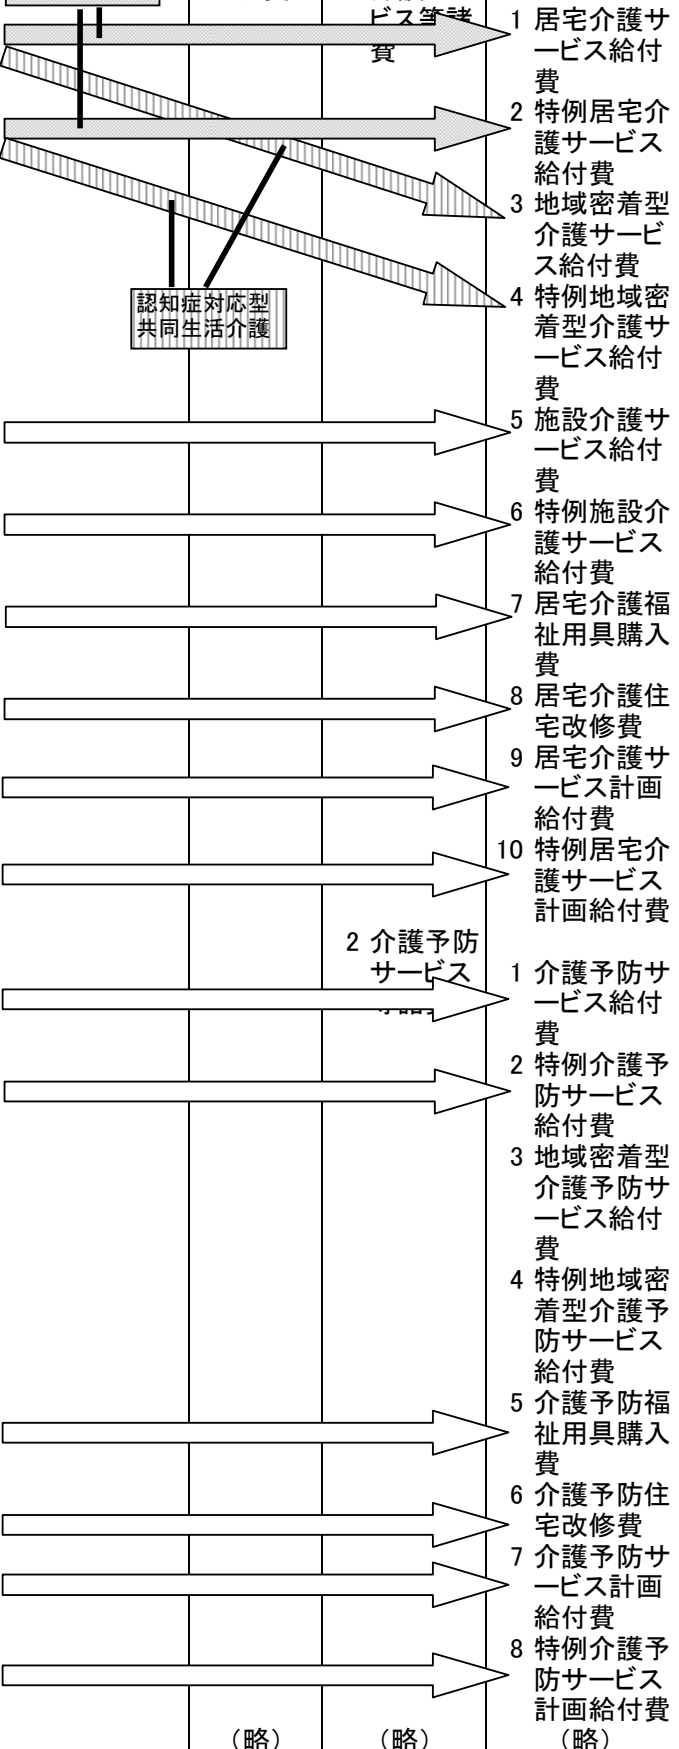 ビス等諸
費
1 居宅介護サ
ービス給付
費
2 特例居宅介
護サービス
給付費
3 地域密着型
介護サービ
ス給付費
4 特例地域密
着型介護サ
ービス給付
費
認知症対応型
共同生活介護
5 施設介護サ
ービス給付
費
6 特例施設介
護サービス
給付費
7 居宅介護福
祉用具購入
費
8 居宅介護住
宅改修費
9 居宅介護サ
ービス計画
給付費
10 特例居宅介
護サービス
計画給付費
2 介護予防
サービス
1 介護予防サ
ービス給付
費
2 特例介護予
防サービス
給付費
3 地域密着型
介護予防サ
ービス給付
費
4 特例地域密
着型介護予
防サービス
給付費
5 介護予防福
祉用具購入
費
6 介護予防住
宅改修費
7 介護予防サ
ービス計画
給付費
8 特例介護予
防サービス
計画給付費
（略）
（略）
（略）